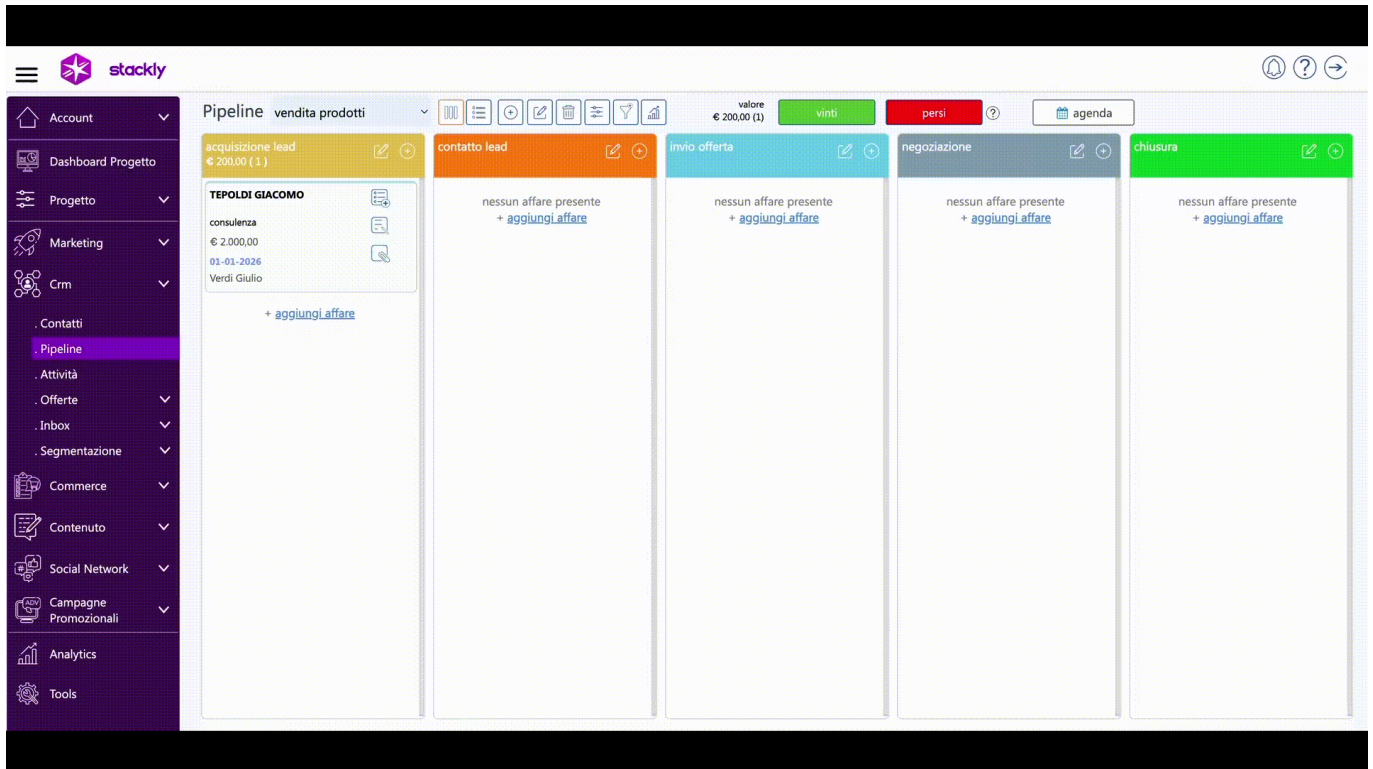 stackly
Account
Dashboard Progetto
Progetto
Marketing
Crm
. Contatti
. Pipeline
. Attività
. Offerte
. Inbox
. Segmentazione
Commerce
Contenuto
Social Network
Campagne
Promozionali
Analytics
Tools
Pipeline vendita prodotti
valore
€ 200,00 (1)
vinti
persi
?
agenda
acquisizione lead
€ 200,00 ( 1 )
TEPOLDI GIACOMO
consulenza
€ 2.000,00
01-01-2026
Verdi Giulio
+ aggiungi affare
contatto lead
nessun affare presente
+ aggiungi affare
invio offerta
nessun affare presente
+ aggiungi affare
negoziazione
nessun affare presente
+ aggiungi affare
chiusura
nessun affare presente
+ aggiungi affare